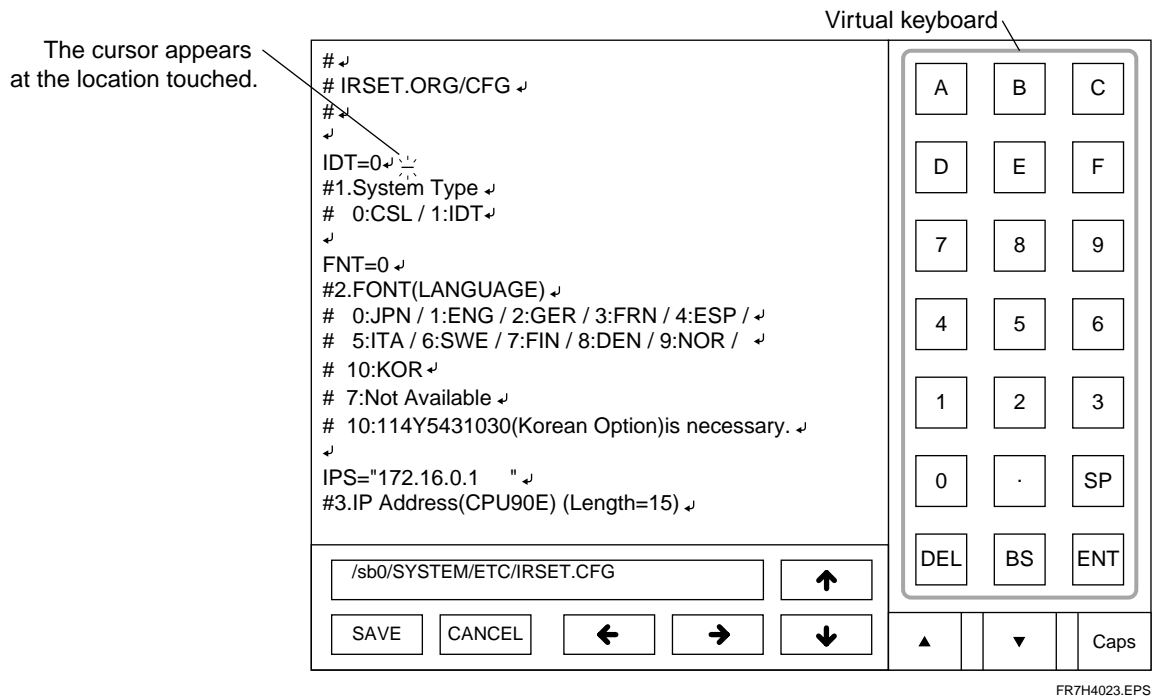 Virtual keyboard
The cursor appears
at the location touched.
#↲
# IRSET.ORG/CFG ↲
#↲
↲
IDT=0↲
#1.System Type ↲
#   0:CSL / 1:IDT↲
↲
FNT=0 ↲
#2.FONT(LANGUAGE) ↲
#   0:JPN / 1:ENG / 2:GER / 3:FRN / 4:ESP / ↲
#   5:ITA / 6:SWE / 7:FIN / 8:DEN / 9:NOR /   ↲
#  10:KOR↲
#  7:Not Available ↲
#  10:114Y5431030(Korean Option)is necessary. ↲
↲
IPS="172.16.0.1    " ↲
#3.IP Address(CPU90E) (Length=15) ↲
/sb0/SYSTEM/ETC/IRSET.CFG
↑
SAVE CANCEL ← → ↓
A B C
D E F
7 8 9
4 5 6
1 2 3
0 · SP
DEL BS ENT
▲ ▼ Caps
FR7H4023.EPS